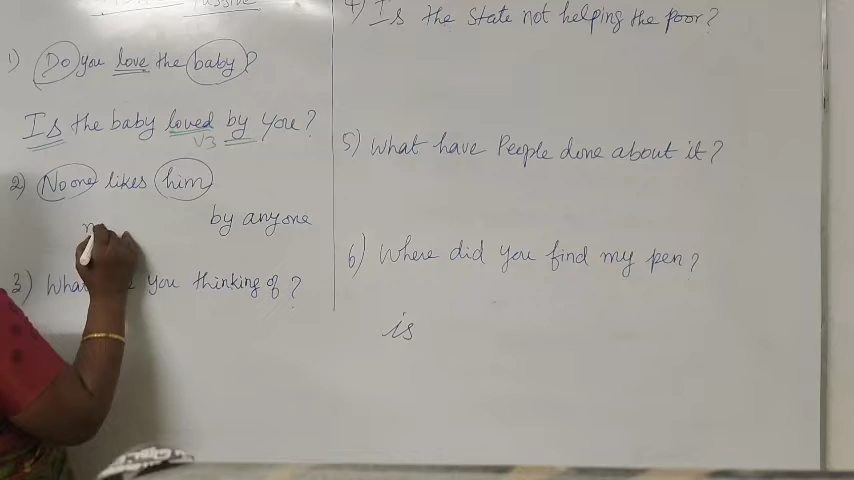 Passive
1) Do you love the baby?
Is the baby loved by you?
V3
2) No one likes him
n by anyone
3) What you thinking of?
4) Is the state not helping the poor?
5) What have People done about it?
6) Where did you find my pen?
is